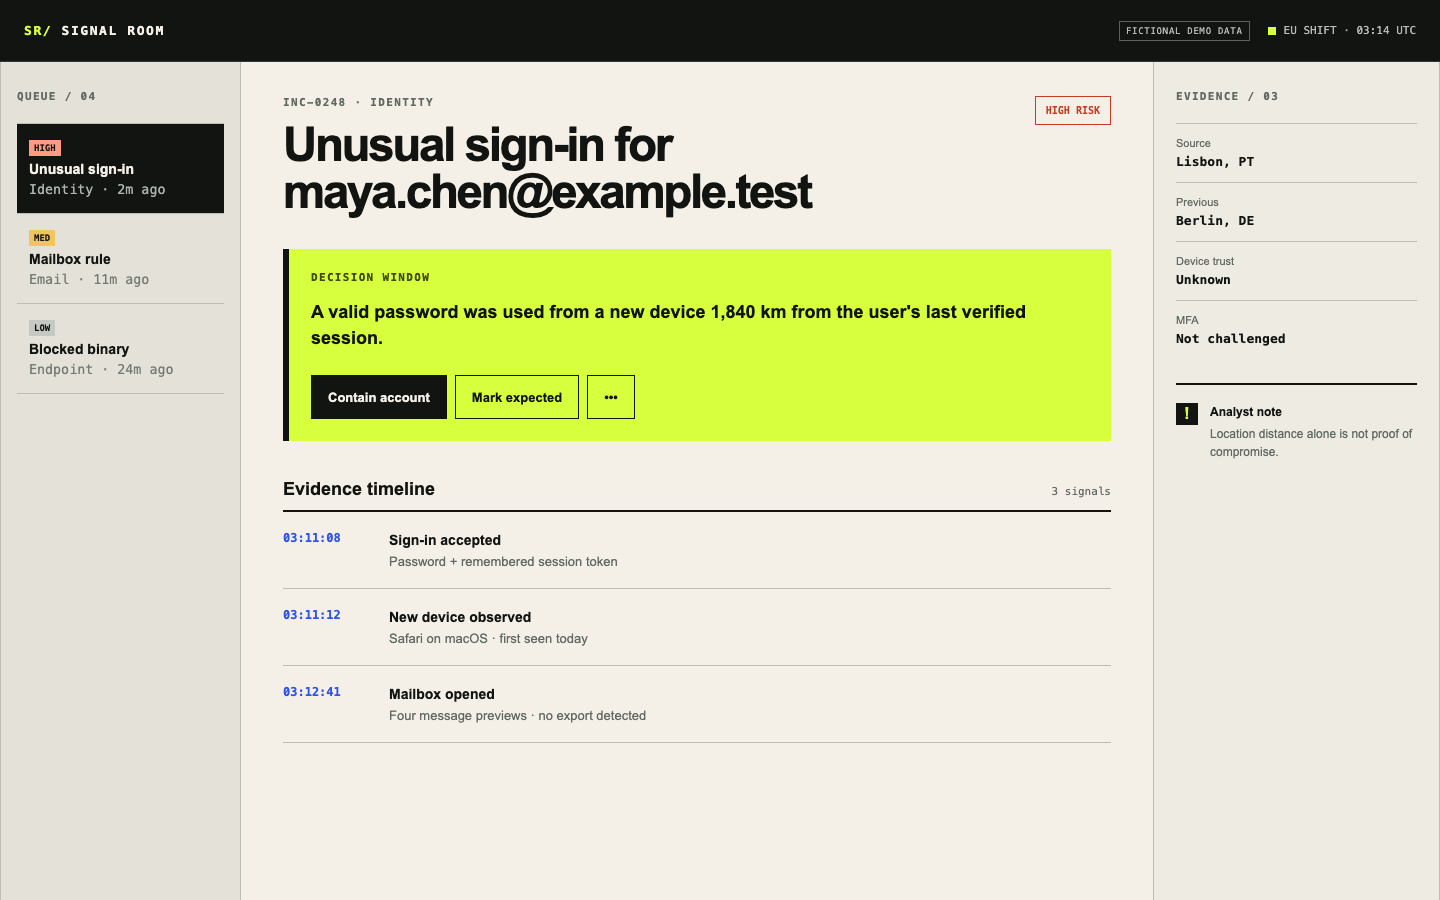 SR/ SIGNAL ROOM
FICTIONAL DEMO DATA
EU SHIFT · 03:14 UTC
QUEUE / 04
HIGH
Unusual sign-in
Identity · 2m ago
MED
Mailbox rule
Email · 11m ago
LOW
Blocked binary
Endpoint · 24m ago
INC-0248 · IDENTITY
HIGH RISK
Unusual sign-in for
maya.chen@example.test
DECISION WINDOW
A valid password was used from a new device 1,840 km from the user's last verified
session.
Contain account
Mark expected
•••
Evidence timeline
3 signals
03:11:08
Sign-in accepted
Password + remembered session token
03:11:12
New device observed
Safari on macOS · first seen today
03:12:41
Mailbox opened
Four message previews · no export detected
EVIDENCE / 03
Source
Lisbon, PT
Previous
Berlin, DE
Device trust
Unknown
MFA
Not challenged
!
Analyst note
Location distance alone is not proof of
compromise.